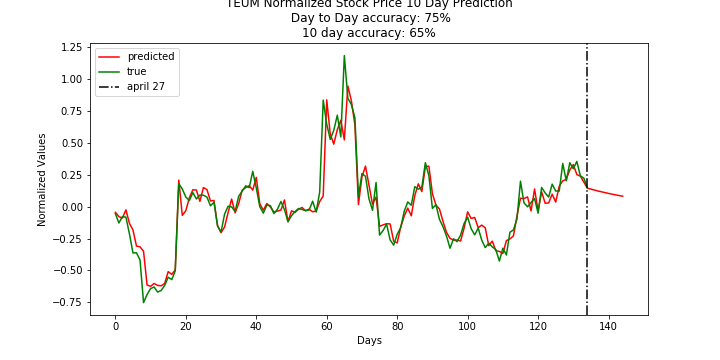 TEUM Normalized Stock Price 10 Day Prediction
Day to Day accuracy: 75%
10 day accuracy: 65%
predicted
true
april 27
Normalized Values
1.25
1.00
0.75
0.50
0.25
0.00
−0.25
−0.50
−0.75
0
20
40
60
80
100
120
140
Days